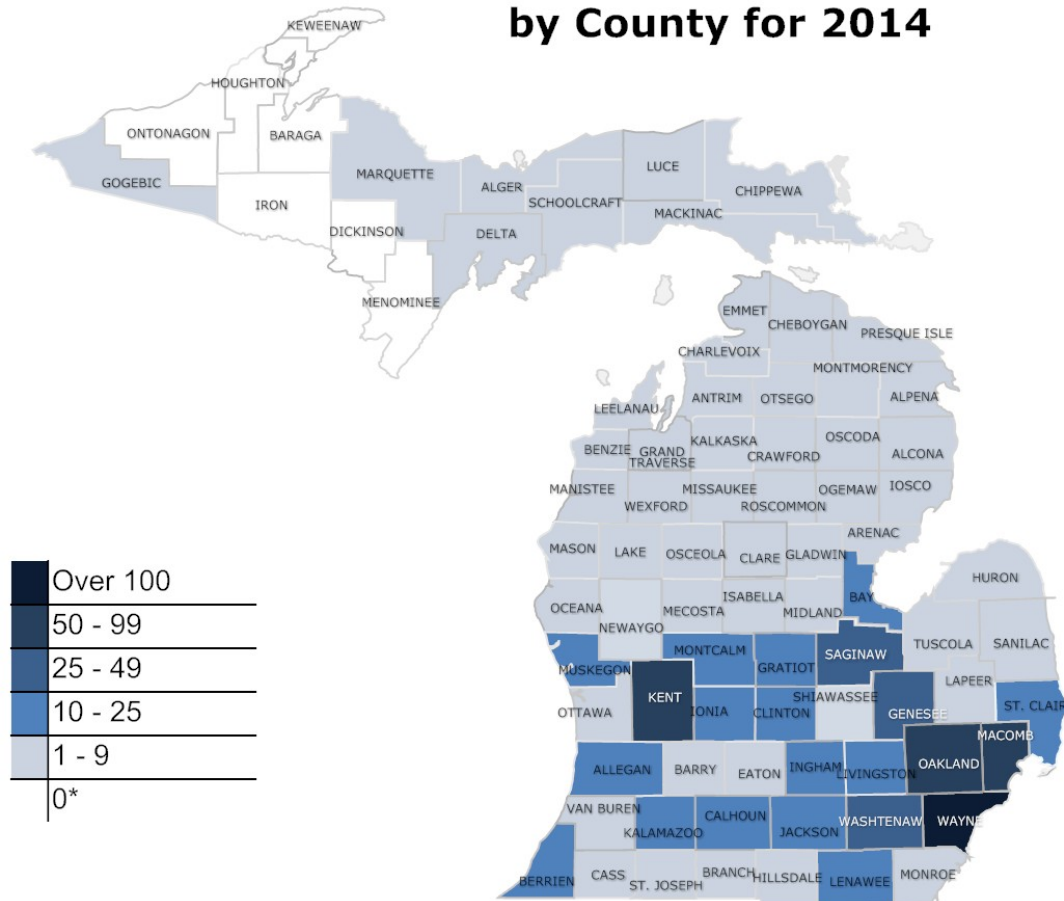 by County for 2014
KEWEENAW
HOUGHTON
ONTONAGON
BARAGA
GOGEBIC
MARQUETTE
ALGER
LUCE
CHIPPEWA
IRON
SCHOOLCRAFT
MACKINAC
DICKINSON
DELTA
MENOMINEE
EMMET
CHEBOYGAN
PRESQUE ISLE
CHARLEVOIX
MONTMORENCY
ANTRIM
OTSEGO
ALPENA
LEELANAU
BENZIE
GRAND
TRAVERSE
KALKASKA
CRAWFORD
OSCODA
ALCONA
MANISTEE
WEXFORD
MISSAUKEE
ROSCOMMON
OGEMAW
IOSCO
ARENAC
MASON
LAKE
OSCEOLA
CLARE
GLADWIN
HURON
BAY
OCEANA
NEWAYGO
MECOSTA
ISABELLA
MIDLAND
TUSCOLA
SANILAC
MUSKEGON
MONTCALM
GRATIOT
SAGINAW
LAPEER
KENT
OTTAWA
IONIA
CLINTON
SHIAWASSEE
GENESEE
ST. CLAIR
MACOMB
OAKLAND
ALLEGAN
BARRY
EATON
INGHAM
LIVINGSTON
VAN BUREN
KALAMAZOO
CALHOUN
JACKSON
WASHTENAW
WAYNE
BERRIEN
CASS
ST. JOSEPH
BRANCH
HILLSDALE
LENAWEE
MONROE
Over 100
50 - 99
25 - 49
10 - 25
1 - 9
0*